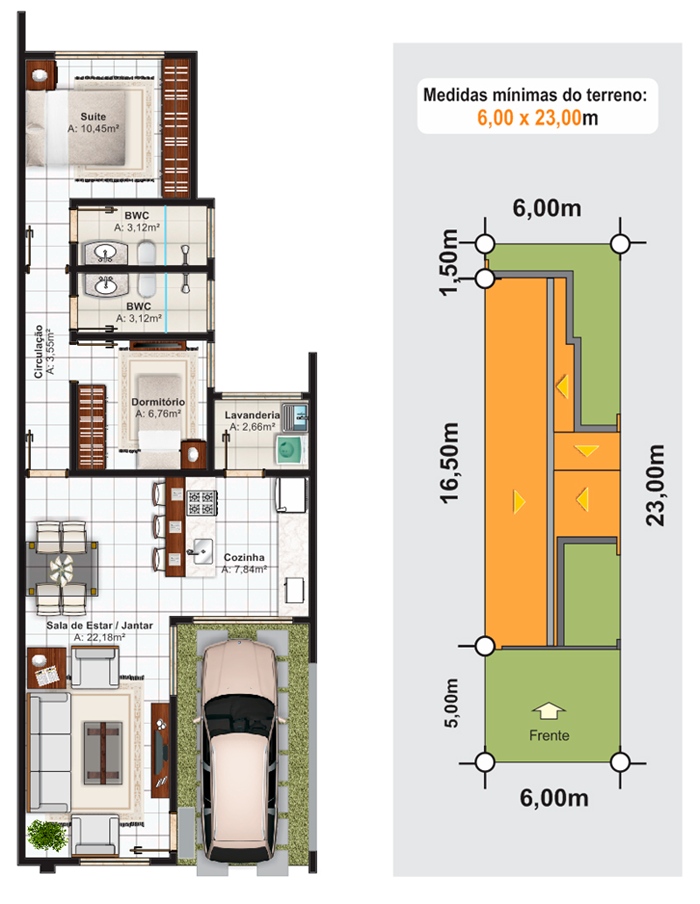 Suíte
A: 10,45m²
BWC
A: 3,12m²
BWC
A: 3,12m²
Circulação
A: 3,55m²
Dormitório
A: 6,76m²
Lavanderia
A: 2,66m²
Cozinha
A: 7,84m²
Sala de Estar / Jantar
A: 22,18m²
Medidas mínimas do terreno:
6,00 x 23,00m
6,00m
1,50m
16,50m
23,00m
5,00m
Frente
6,00m